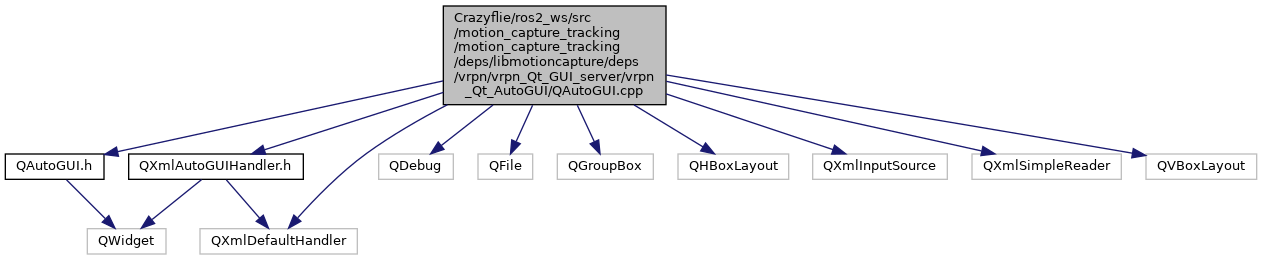 Crazyflie/ros2_ws/src
/motion_capture_tracking
/motion_capture_tracking
/deps/libmotioncapture/deps
/vrpn/vrpn_Qt_GUI_server/vrpn
_Qt_AutoGUI/QAutoGUI.cpp
QAutoGUI.h
QXmlAutoGUIHandler.h
QDebug
QFile
QGroupBox
QHBoxLayout
QXmlInputSource
QXmlSimpleReader
QVBoxLayout
QWidget
QXmlDefaultHandler